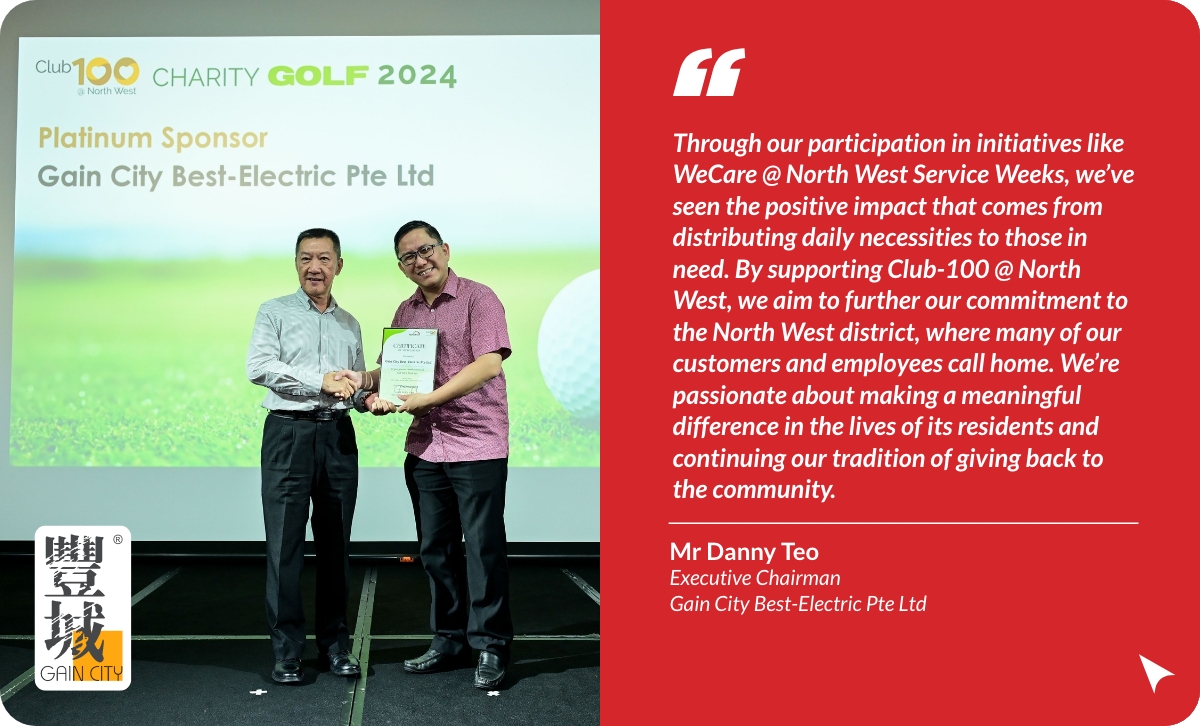 Club100
@ North West
CHARITY GOLF 2024
Platinum Sponsor
Gain City Best-Electric Pte Ltd
CERTIFICATE
豐 ®
城
GAIN CITY
“
Through our participation in initiatives like
WeCare @ North West Service Weeks, we’ve
seen the positive impact that comes from
distributing daily necessities to those in
need. By supporting Club-100 @ North
West, we aim to further our commitment to
the North West district, where many of our
customers and employees call home. We’re
passionate about making a meaningful
difference in the lives of its residents and
continuing our tradition of giving back to
the community.
Mr Danny Teo
Executive Chairman
Gain City Best-Electric Pte Ltd